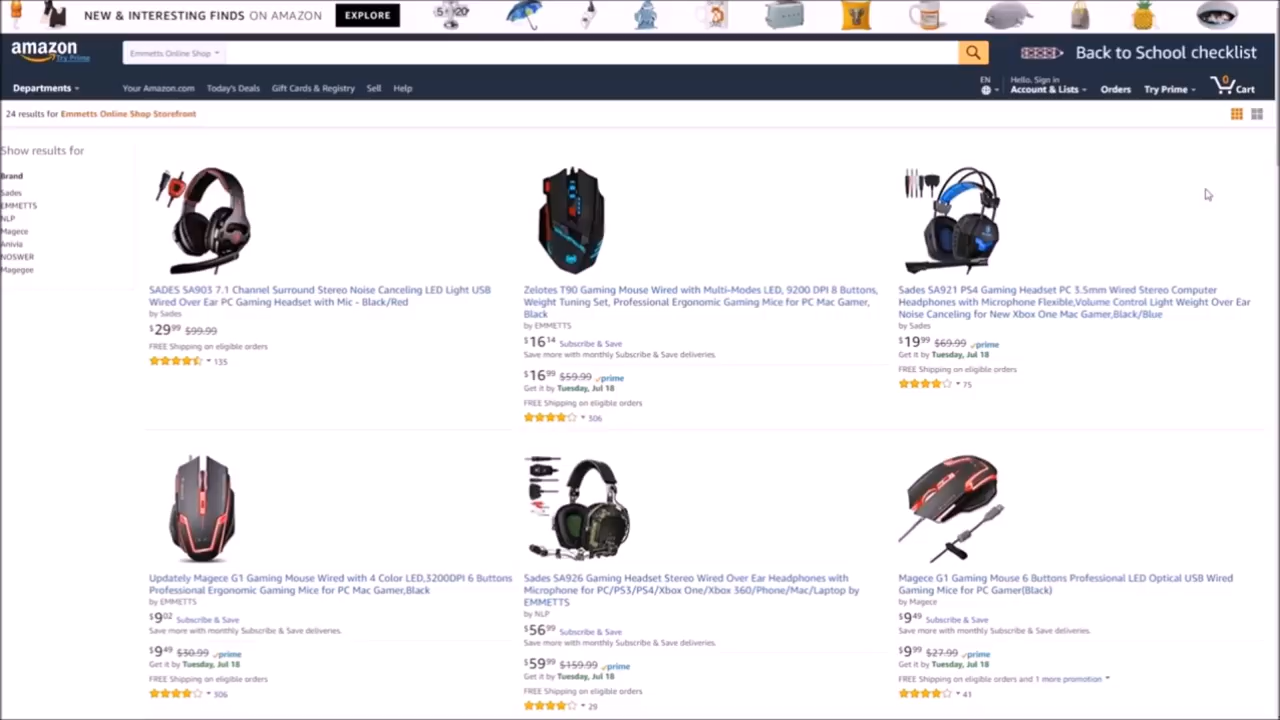 NEW & INTERESTING FINDS ON AMAZON EXPLORE
amazon
Try Prime
Emmetts Online Shop
Back to School checklist
Departments
Your Amazon.com Today's Deals Gift Cards & Registry Sell Help
EN
Hello, Sign in
Account & Lists
Orders
Try Prime
0
Cart
24 results for Emmetts Online Shop Storefront
Show results for
Brand
Sades
EMMETTS
NLP
Magece
Anivia
NOSWER
Magegee
SADES SA903 7.1 Channel Surround Stereo Noise Canceling LED Light USB
Wired Over Ear PC Gaming Headset with Mic - Black/Red
by Sades
$29.99 $99.99
FREE Shipping on eligible orders
135
Zelotes T90 Gaming Mouse Wired with Multi-Modes LED, 9200 DPI 8 Buttons,
Weight Tuning Set, Professional Ergonomic Gaming Mice for PC Mac Gamer,
Black
by EMMETTS
$16.14 Subscribe & Save
Save more with monthly Subscribe & Save deliveries.
$16.99 $59.99 prime
Get it by Tuesday, Jul 18
FREE Shipping on eligible orders
306
Sades SA921 PS4 Gaming Headset PC 3.5mm Wired Stereo Computer
Headphones with Microphone Flexible,Volume Control Light Weight Over Ear
Noise Canceling for New Xbox One Mac Gamer,Black/Blue
by Sades
$19.99 $69.99 prime
Get it by Tuesday, Jul 18
FREE Shipping on eligible orders
75
Updately Magece G1 Gaming Mouse Wired with 4 Color LED,3200DPI 6 Buttons
Professional Ergonomic Gaming Mice for PC Mac Gamer,Black
by EMMETTS
$9.02 Subscribe & Save
Save more with monthly Subscribe & Save deliveries.
$9.49 $30.99 prime
Get it by Tuesday, Jul 18
FREE Shipping on eligible orders
306
Sades SA926 Gaming Headset Stereo Wired Over Ear Headphones with
Microphone for PC/PS3/PS4/Xbox One/Xbox 360/Phone/Mac/Laptop by
EMMETTS
by NLP
$56.99 Subscribe & Save
Save more with monthly Subscribe & Save deliveries.
$59.99 $159.99 prime
Get it by Tuesday, Jul 18
FREE Shipping on eligible orders
29
Magece G1 Gaming Mouse 6 Buttons Professional LED Optical USB Wired
Gaming Mice for PC Gamer(Black)
by Magece
$9.49 Subscribe & Save
Save more with monthly Subscribe & Save deliveries.
$9.99 $27.99 prime
Get it by Tuesday, Jul 18
FREE Shipping on eligible orders and 1 more promotion
41